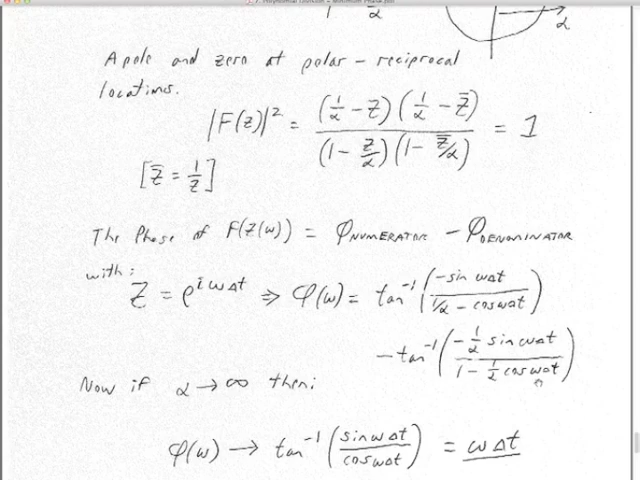 1 α
α
A pole and zero at polar-reciprocal
locations.
|F(z)|² = (1/α - Z)(1/α - Z̄) / (1 - Z/α)(1 - Z̄/α) = 1
[Z̄ = 1/Z]
The Phase of F(Z(ω)) = φNUMERATOR - φDENOMINATOR
with:
Z = e^{iωΔt} ⇒ φ(ω) = tan⁻¹(-sin ωΔt / 1/α - cos ωΔt)
- tan⁻¹(-1/α sin ωΔt / 1 - 1/α cos ωΔt)
Now if α → ∞ then:
φ(ω) → tan⁻¹(sin ωΔt / cos ωΔt) = ωΔt